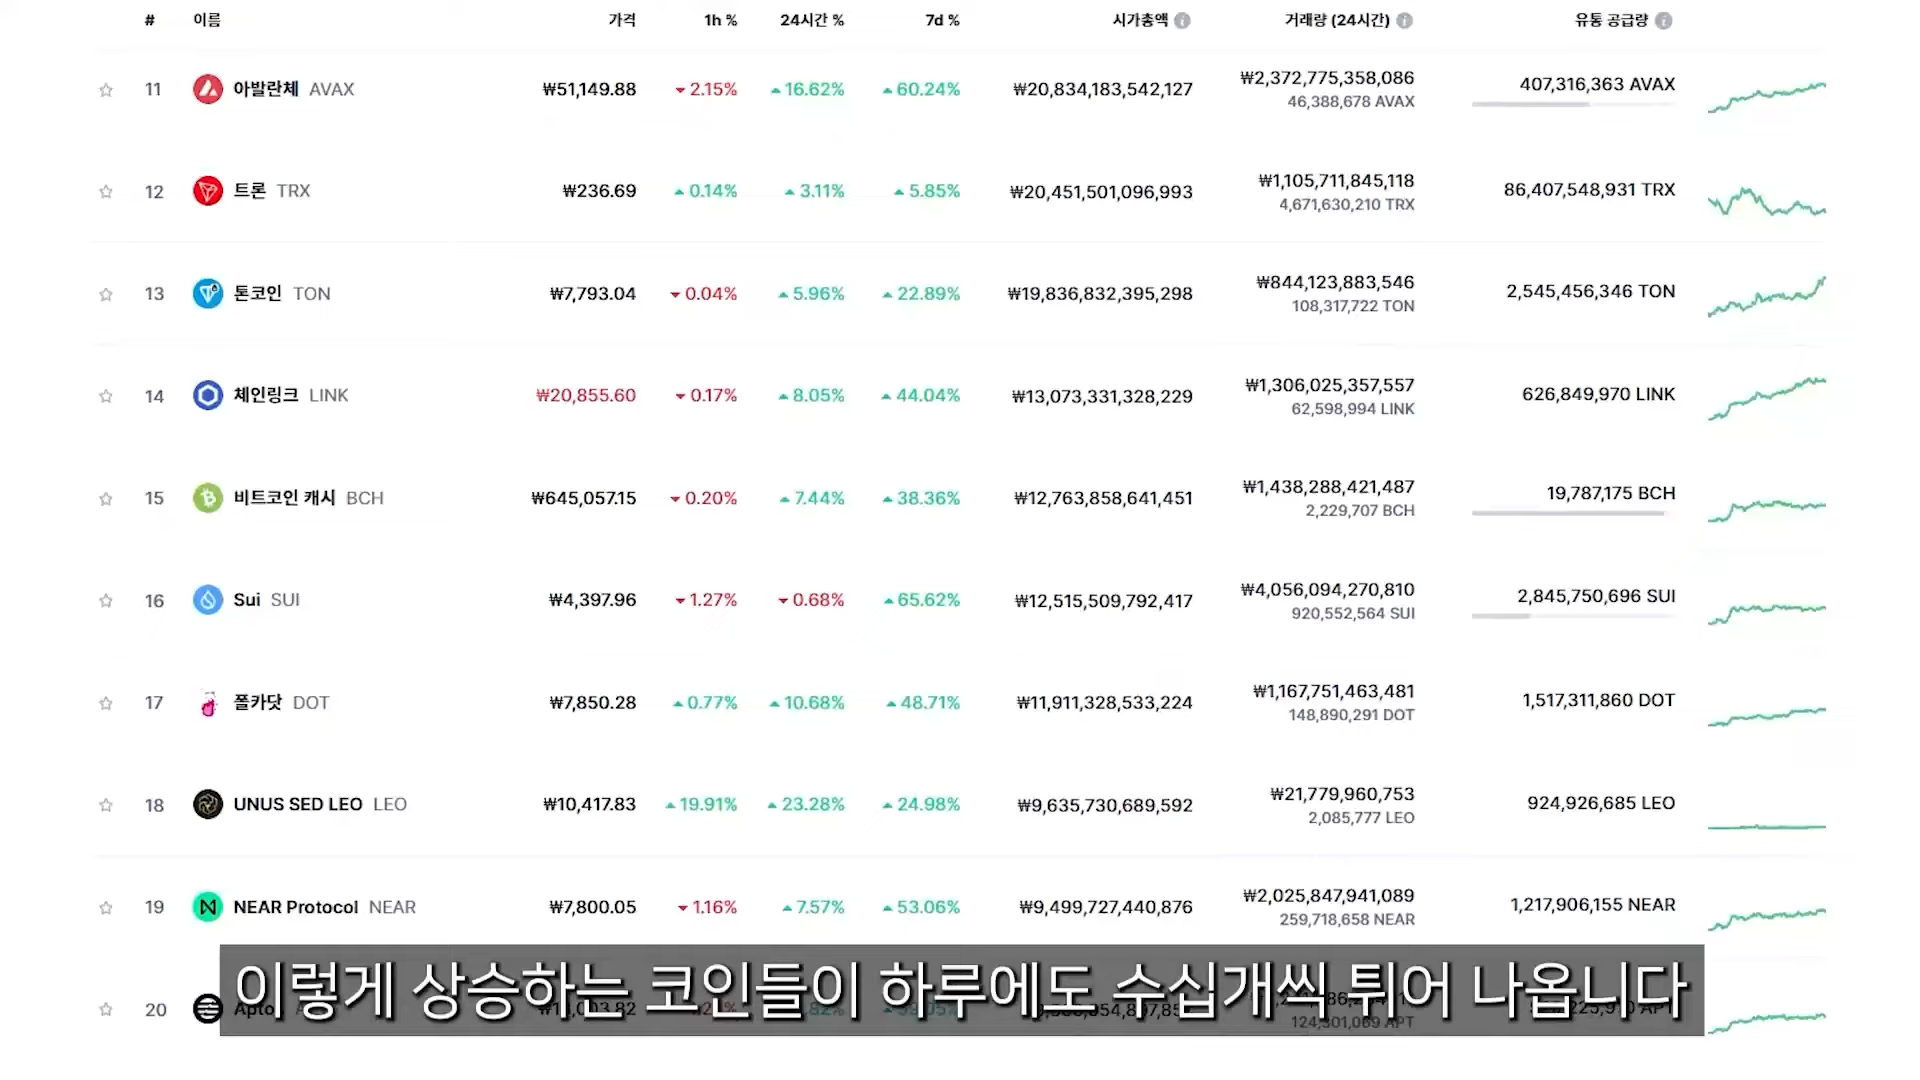 # 이름 가격 1h % 24시간 % 7d % 시가총액 거래량 (24시간) 유통 공급량
11 아발란체 AVAX ₩51,149.88 2.15% 16.62% 60.24% ₩20,834,183,542,127 ₩2,372,775,358,086 407,316,363 AVAX
46,388,678 AVAX
12 트론 TRX ₩236.69 0.14% 3.11% 5.85% ₩20,451,501,096,993 ₩1,105,711,845,118 86,407,548,931 TRX
4,671,630,210 TRX
13 톤코인 TON ₩7,793.04 0.04% 5.96% 22.89% ₩19,836,832,395,298 ₩844,123,883,546 2,545,456,346 TON
108,317,722 TON
14 체인링크 LINK ₩20,855.60 0.17% 8.05% 44.04% ₩13,073,331,328,229 ₩1,306,025,357,557 626,849,970 LINK
62,598,994 LINK
15 비트코인 캐시 BCH ₩645,057.15 0.20% 7.44% 38.36% ₩12,763,858,641,451 ₩1,438,288,421,487 19,787,175 BCH
2,229,707 BCH
16 Sui SUI ₩4,397.96 1.27% 0.68% 65.62% ₩12,515,509,792,417 ₩4,056,094,270,810 2,845,750,696 SUI
920,552,564 SUI
17 폴카닷 DOT ₩7,850.28 0.77% 10.68% 48.71% ₩11,911,328,533,224 ₩1,167,751,463,481 1,517,311,860 DOT
148,890,291 DOT
18 UNUS SED LEO LEO ₩10,417.83 19.91% 23.28% 24.98% ₩9,635,730,689,592 ₩21,779,960,753 924,926,685 LEO
2,085,777 LEO
19 NEAR Protocol NEAR ₩7,800.05 1.16% 7.57% 53.06% ₩9,499,727,440,876 ₩2,025,847,941,089 1,217,906,155 NEAR
259,718,658 NEAR
이렇게 상승하는 코인들이 하루에도 수십개씩 튀어 나옵니다
20